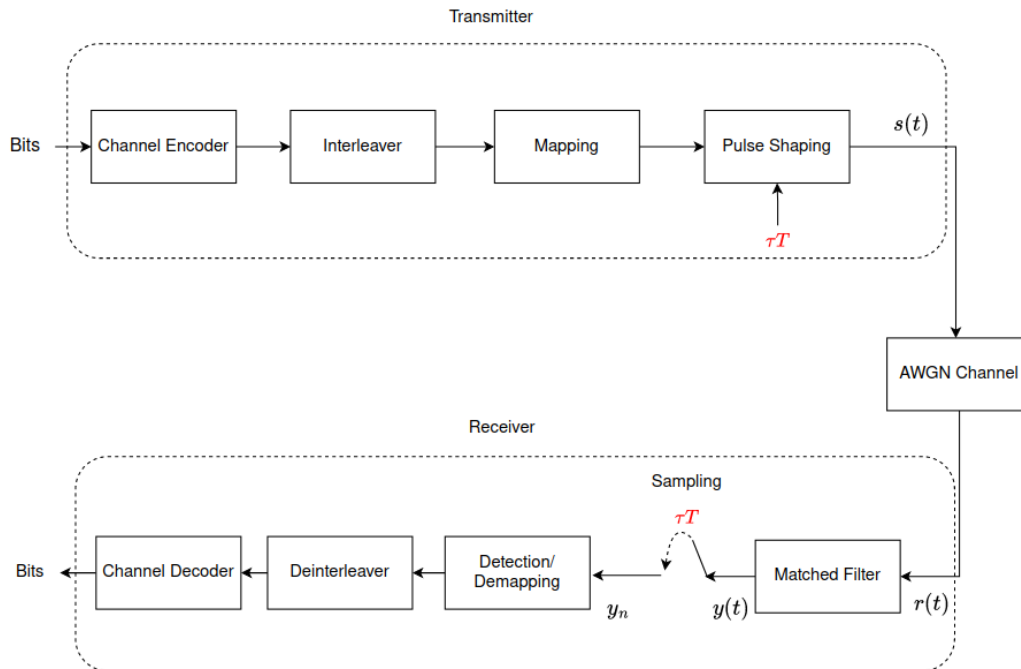 Transmitter
Bits
Channel Encoder
Interleaver
Mapping
Pulse Shaping
s(t)
τT
AWGN Channel
Receiver
Sampling
τT
Bits
Channel Decoder
Deinterleaver
Detection/
Demapping
yₙ
y(t)
Matched Filter
r(t)